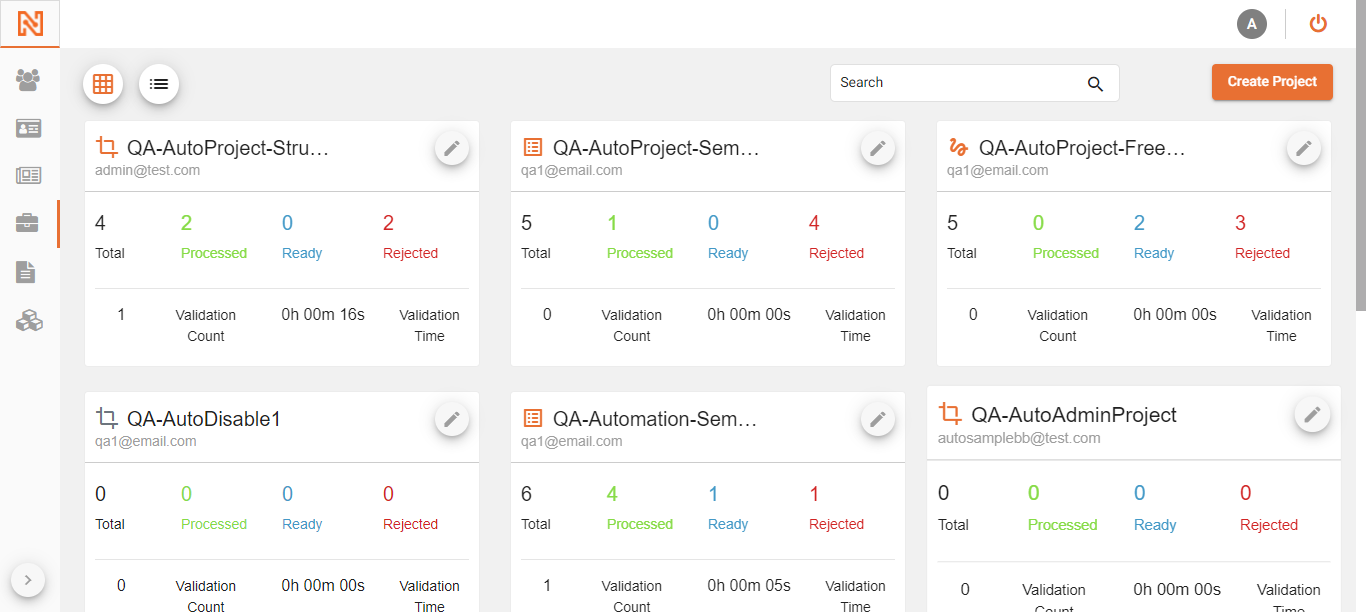 A
Search
Create Project
QA-AutoProject-Stru...
admin@test.com
4 2 0 2
Total Processed Ready Rejected
1 Validation Count 0h 00m 16s Validation Time
QA-AutoProject-Sem...
qa1@email.com
5 1 0 4
Total Processed Ready Rejected
0 Validation Count 0h 00m 00s Validation Time
QA-AutoProject-Free...
qa1@email.com
5 0 2 3
Total Processed Ready Rejected
0 Validation Count 0h 00m 00s Validation Time
QA-AutoDisable1
qa1@email.com
0 0 0 0
Total Processed Ready Rejected
0 Validation Count 0h 00m 00s Validation Time
QA-Automation-Sem...
qa1@email.com
6 4 1 1
Total Processed Ready Rejected
1 Validation Count 0h 00m 05s Validation Time
QA-AutoAdminProject
autosamplebb@test.com
0 0 0 0
Total Processed Ready Rejected
0 Validation Count 0h 00m 00s Validation Time